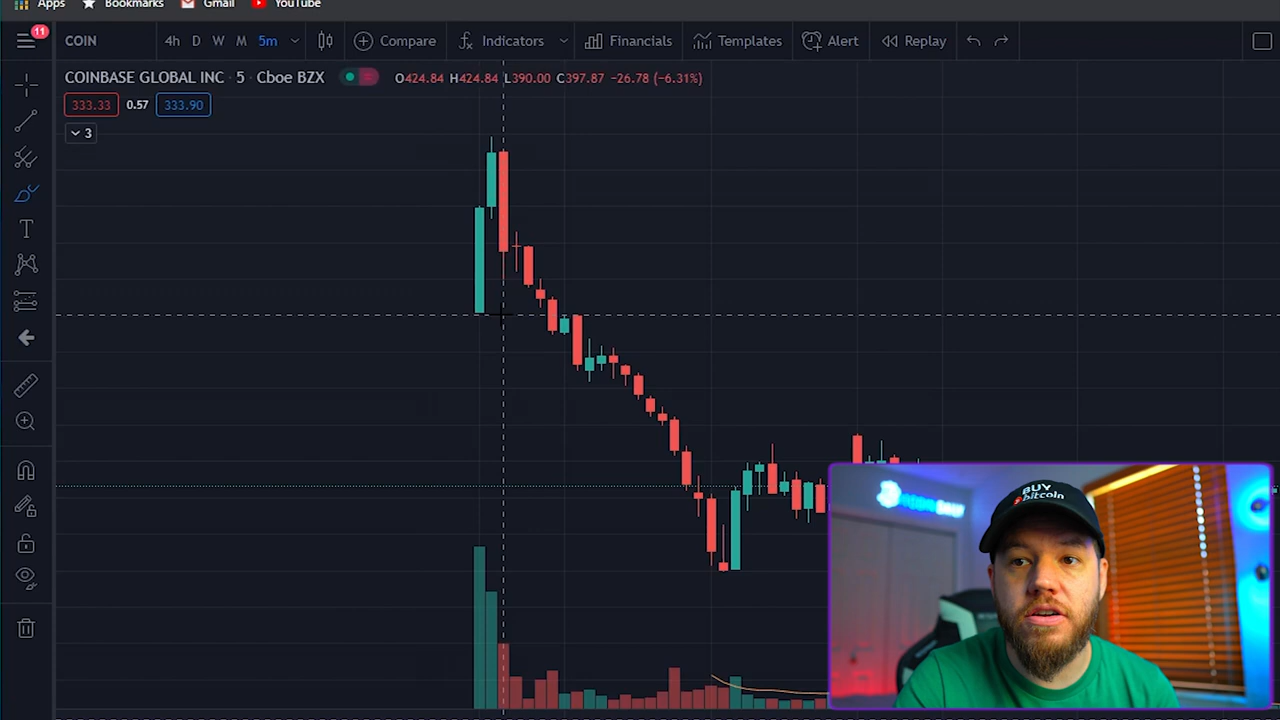 Apps Bookmarks Gmail YouTube
11
COIN 4h D W M 5m Compare Indicators Financials Templates Alert Replay
COINBASE GLOBAL INC · 5 · Cboe BZX O424.84 H424.84 L390.00 C397.87 −26.78 (−6.31%)
333.33 0.57 333.90
3
BUY
bitcoin